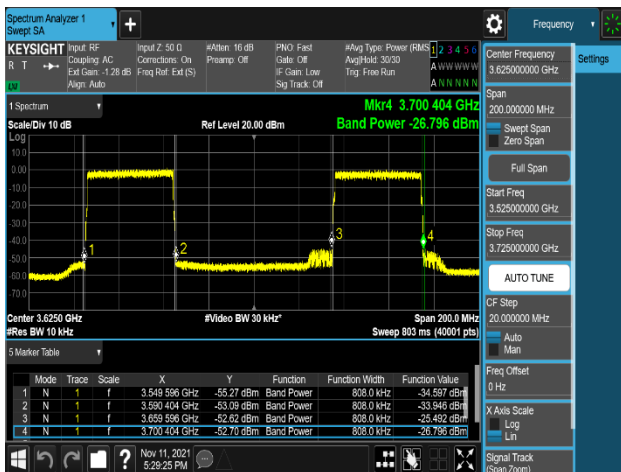 Spectrum Analyzer 1
Swept SA
+
Frequency
KEYSIGHT
R T
LXI
Input: RF
Coupling: AC
Ext Gain: -1.28 dB
Align: Auto
Input Z: 50 Ω
Corrections: On
Freq Ref: Ext (S)
#Atten: 16 dB
Preamp: Off
PNO: Fast
Gate: Off
IF Gain: Low
Sig Track: Off
#Avg Type: Power (RMS
Avg|Hold: 30/30
Trig: Free Run
1 2 3 4 5 6
A W W W W W
A N N N N N
1 Spectrum
Scale/Div 10 dB
Ref Level 20.00 dBm
Mkr4 3.700 404 GHz
Band Power -26.796 dBm
Log
10.0
0.00
-10.0
-20.0
-30.0
-40.0
-50.0
-60.0
-70.0
1
2
3
4
Center 3.6250 GHz
#Video BW 30 kHz*
Span 200.0 MHz
#Res BW 10 kHz
Sweep 803 ms (40001 pts)
5 Marker Table
Mode Trace Scale X Y Function Function Width Function Value
1 N 1 f 3.549 596 GHz -55.27 dBm Band Power 808.0 kHz -34.597 dBm
2 N 1 f 3.590 404 GHz -53.09 dBm Band Power 808.0 kHz -33.946 dBm
3 N 1 f 3.659 596 GHz -52.62 dBm Band Power 808.0 kHz -25.492 dBm
4 N 1 f 3.700 404 GHz -52.70 dBm Band Power 808.0 kHz -26.796 dBm
?
Nov 11, 2021
5:29:25 PM
Center Frequency
3.625000000 GHz
Settings
Span
200.000000 MHz
Swept Span
Zero Span
Full Span
Start Freq
3.525000000 GHz
Stop Freq
3.725000000 GHz
AUTO TUNE
CF Step
20.000000 MHz
Auto
Man
Freq Offset
0 Hz
X Axis Scale
Log
Lin
Signal Track
(Span Zoom)